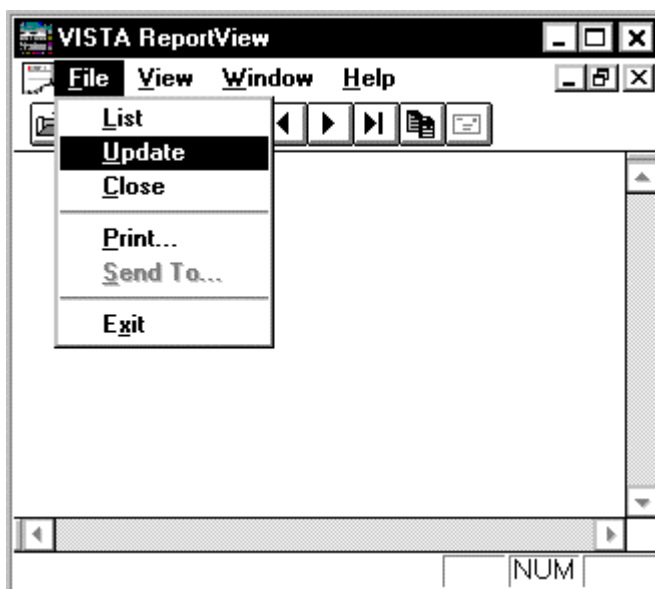 VISTA ReportView
File View Window Help
List
Update
Close
Print...
Send To...
Exit
NUM